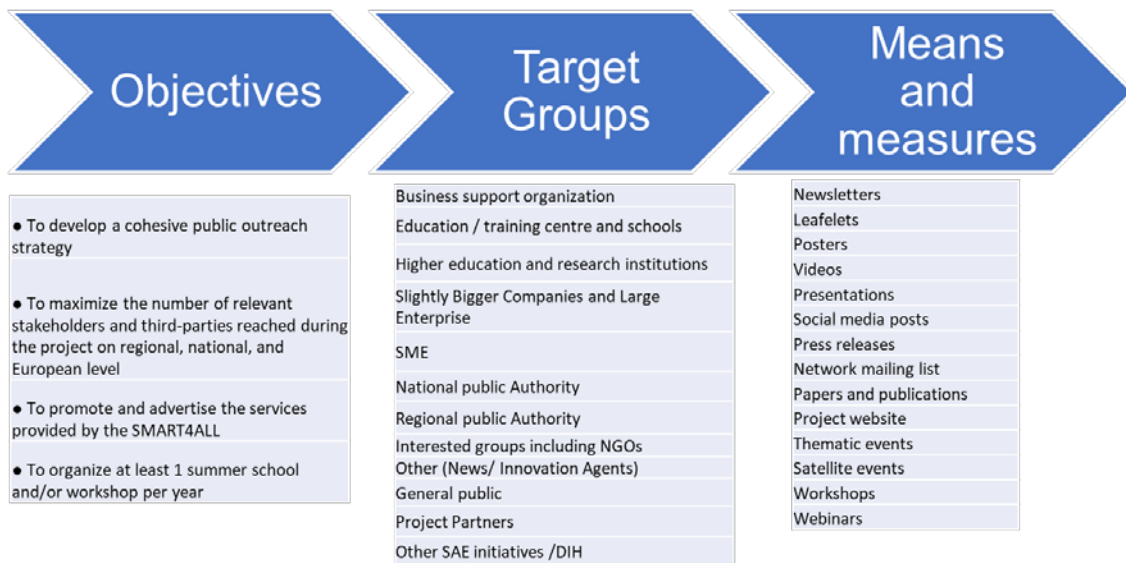 Objectives
● To develop a cohesive public outreach
strategy
● To maximize the number of relevant
stakeholders and third-parties reached during
the project on regional, national, and
European level
● To promote and advertise the services
provided by the SMART4ALL
● To organize at least 1 summer school
and/or workshop per year
Target
Groups
Business support organization
Education / training centre and schools
Higher education and research institutions
Slightly Bigger Companies and Large
Enterprise
SME
National public Authority
Regional public Authority
Interested groups including NGOs
Other (News/ Innovation Agents)
General public
Project Partners
Other SAE initiatives /DIH
Means
and
measures
Newsletters
Leafelets
Posters
Videos
Presentations
Social media posts
Press releases
Network mailing list
Papers and publications
Project website
Thematic events
Satellite events
Workshops
Webinars